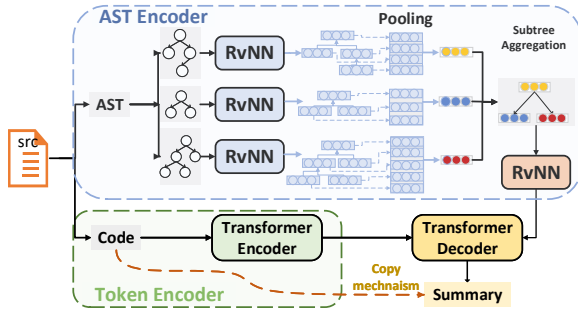 AST Encoder
Pooling
Subtree
Aggregation
RvNN
AST
RvNN
RvNN
src
RvNN
Code
Transformer
Encoder
Transformer
Decoder
Copy
mechnaism
Token Encoder
Summary